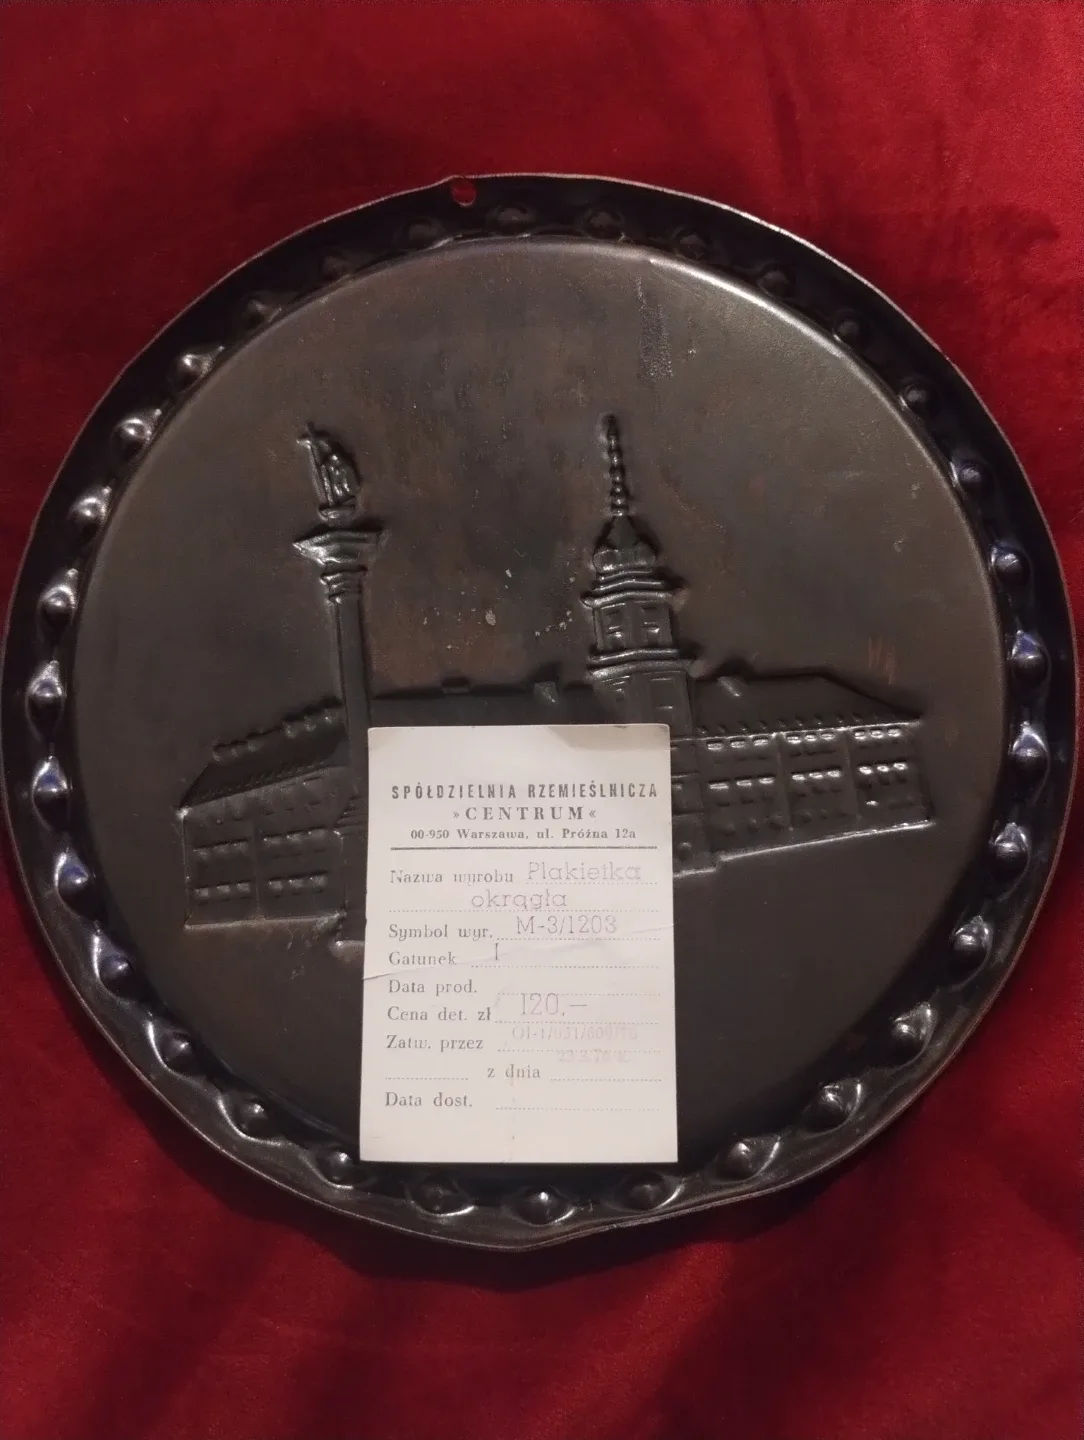 SPÓŁDZIELNIA RZEMIEŚLNICZA
»CENTRUM«
00-950 Warszawa, ul. Próżna 12a
Nazwa wyrobu Plakietka
okrągła
Symbol wyr. M-3/1203
Gatunek I
Data prod.
Cena det. zł 120,—
Zatw. przez
z dnia
Data dost.